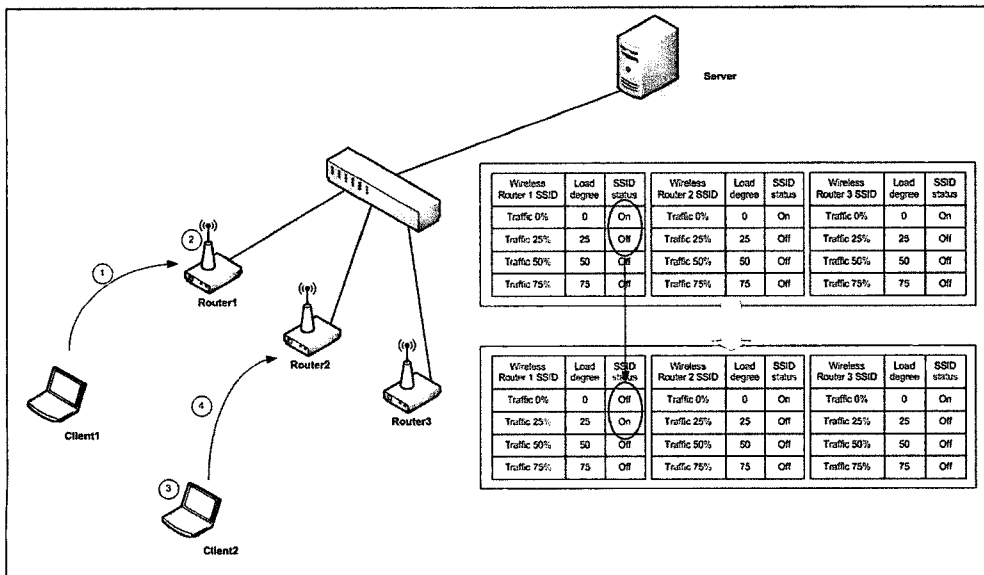 Server
Wireless Router 1 SSID Load degree SSID status Wireless Router 2 SSID Load degree SSID status Wireless Router 3 SSID Load degree SSID status
Traffic 0% 0 On Traffic 0% 0 On Traffic 0% 0 On
Traffic 25% 25 Off Traffic 25% 25 Off Traffic 25% 25 Off
Traffic 50% 50 Off Traffic 50% 50 Off Traffic 50% 50 Off
Traffic 75% 75 Off Traffic 75% 75 Off Traffic 75% 75 Off
2
1
Router1
Router2
Router3
4
Client1
3
Client2
Wireless Router 1 SSID Load degree SSID status Wireless Router 2 SSID Load degree SSID status Wireless Router 3 SSID Load degree SSID status
Traffic 0% 0 Off Traffic 0% 0 On Traffic 0% 0 On
Traffic 25% 25 On Traffic 25% 25 Off Traffic 25% 25 Off
Traffic 50% 50 Off Traffic 50% 50 Off Traffic 50% 50 Off
Traffic 75% 75 Off Traffic 75% 75 Off Traffic 75% 75 Off